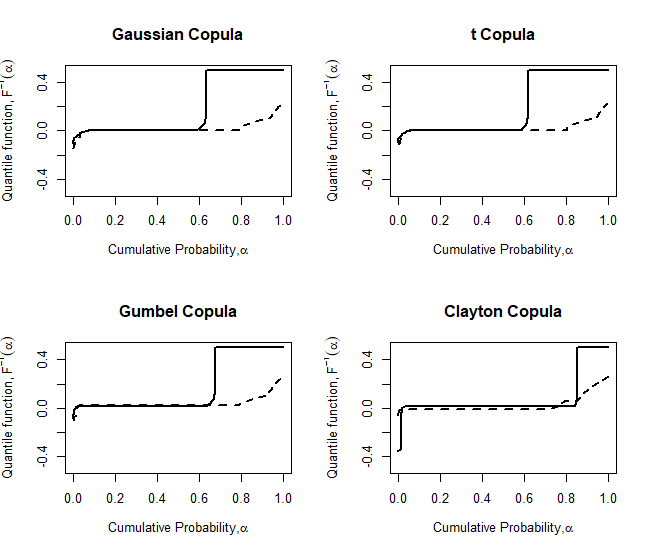 Gaussian Copula
Quantile function, F⁻¹(α)
0.4
0.0
-0.4
0.0 0.2 0.4 0.6 0.8 1.0
Cumulative Probability,α
t Copula
Quantile function, F⁻¹(α)
0.4
0.0
-0.4
0.0 0.2 0.4 0.6 0.8 1.0
Cumulative Probability,α
Gumbel Copula
Quantile function, F⁻¹(α)
0.4
0.0
-0.4
0.0 0.2 0.4 0.6 0.8 1.0
Cumulative Probability,α
Clayton Copula
Quantile function, F⁻¹(α)
0.4
0.0
-0.4
0.0 0.2 0.4 0.6 0.8 1.0
Cumulative Probability,α